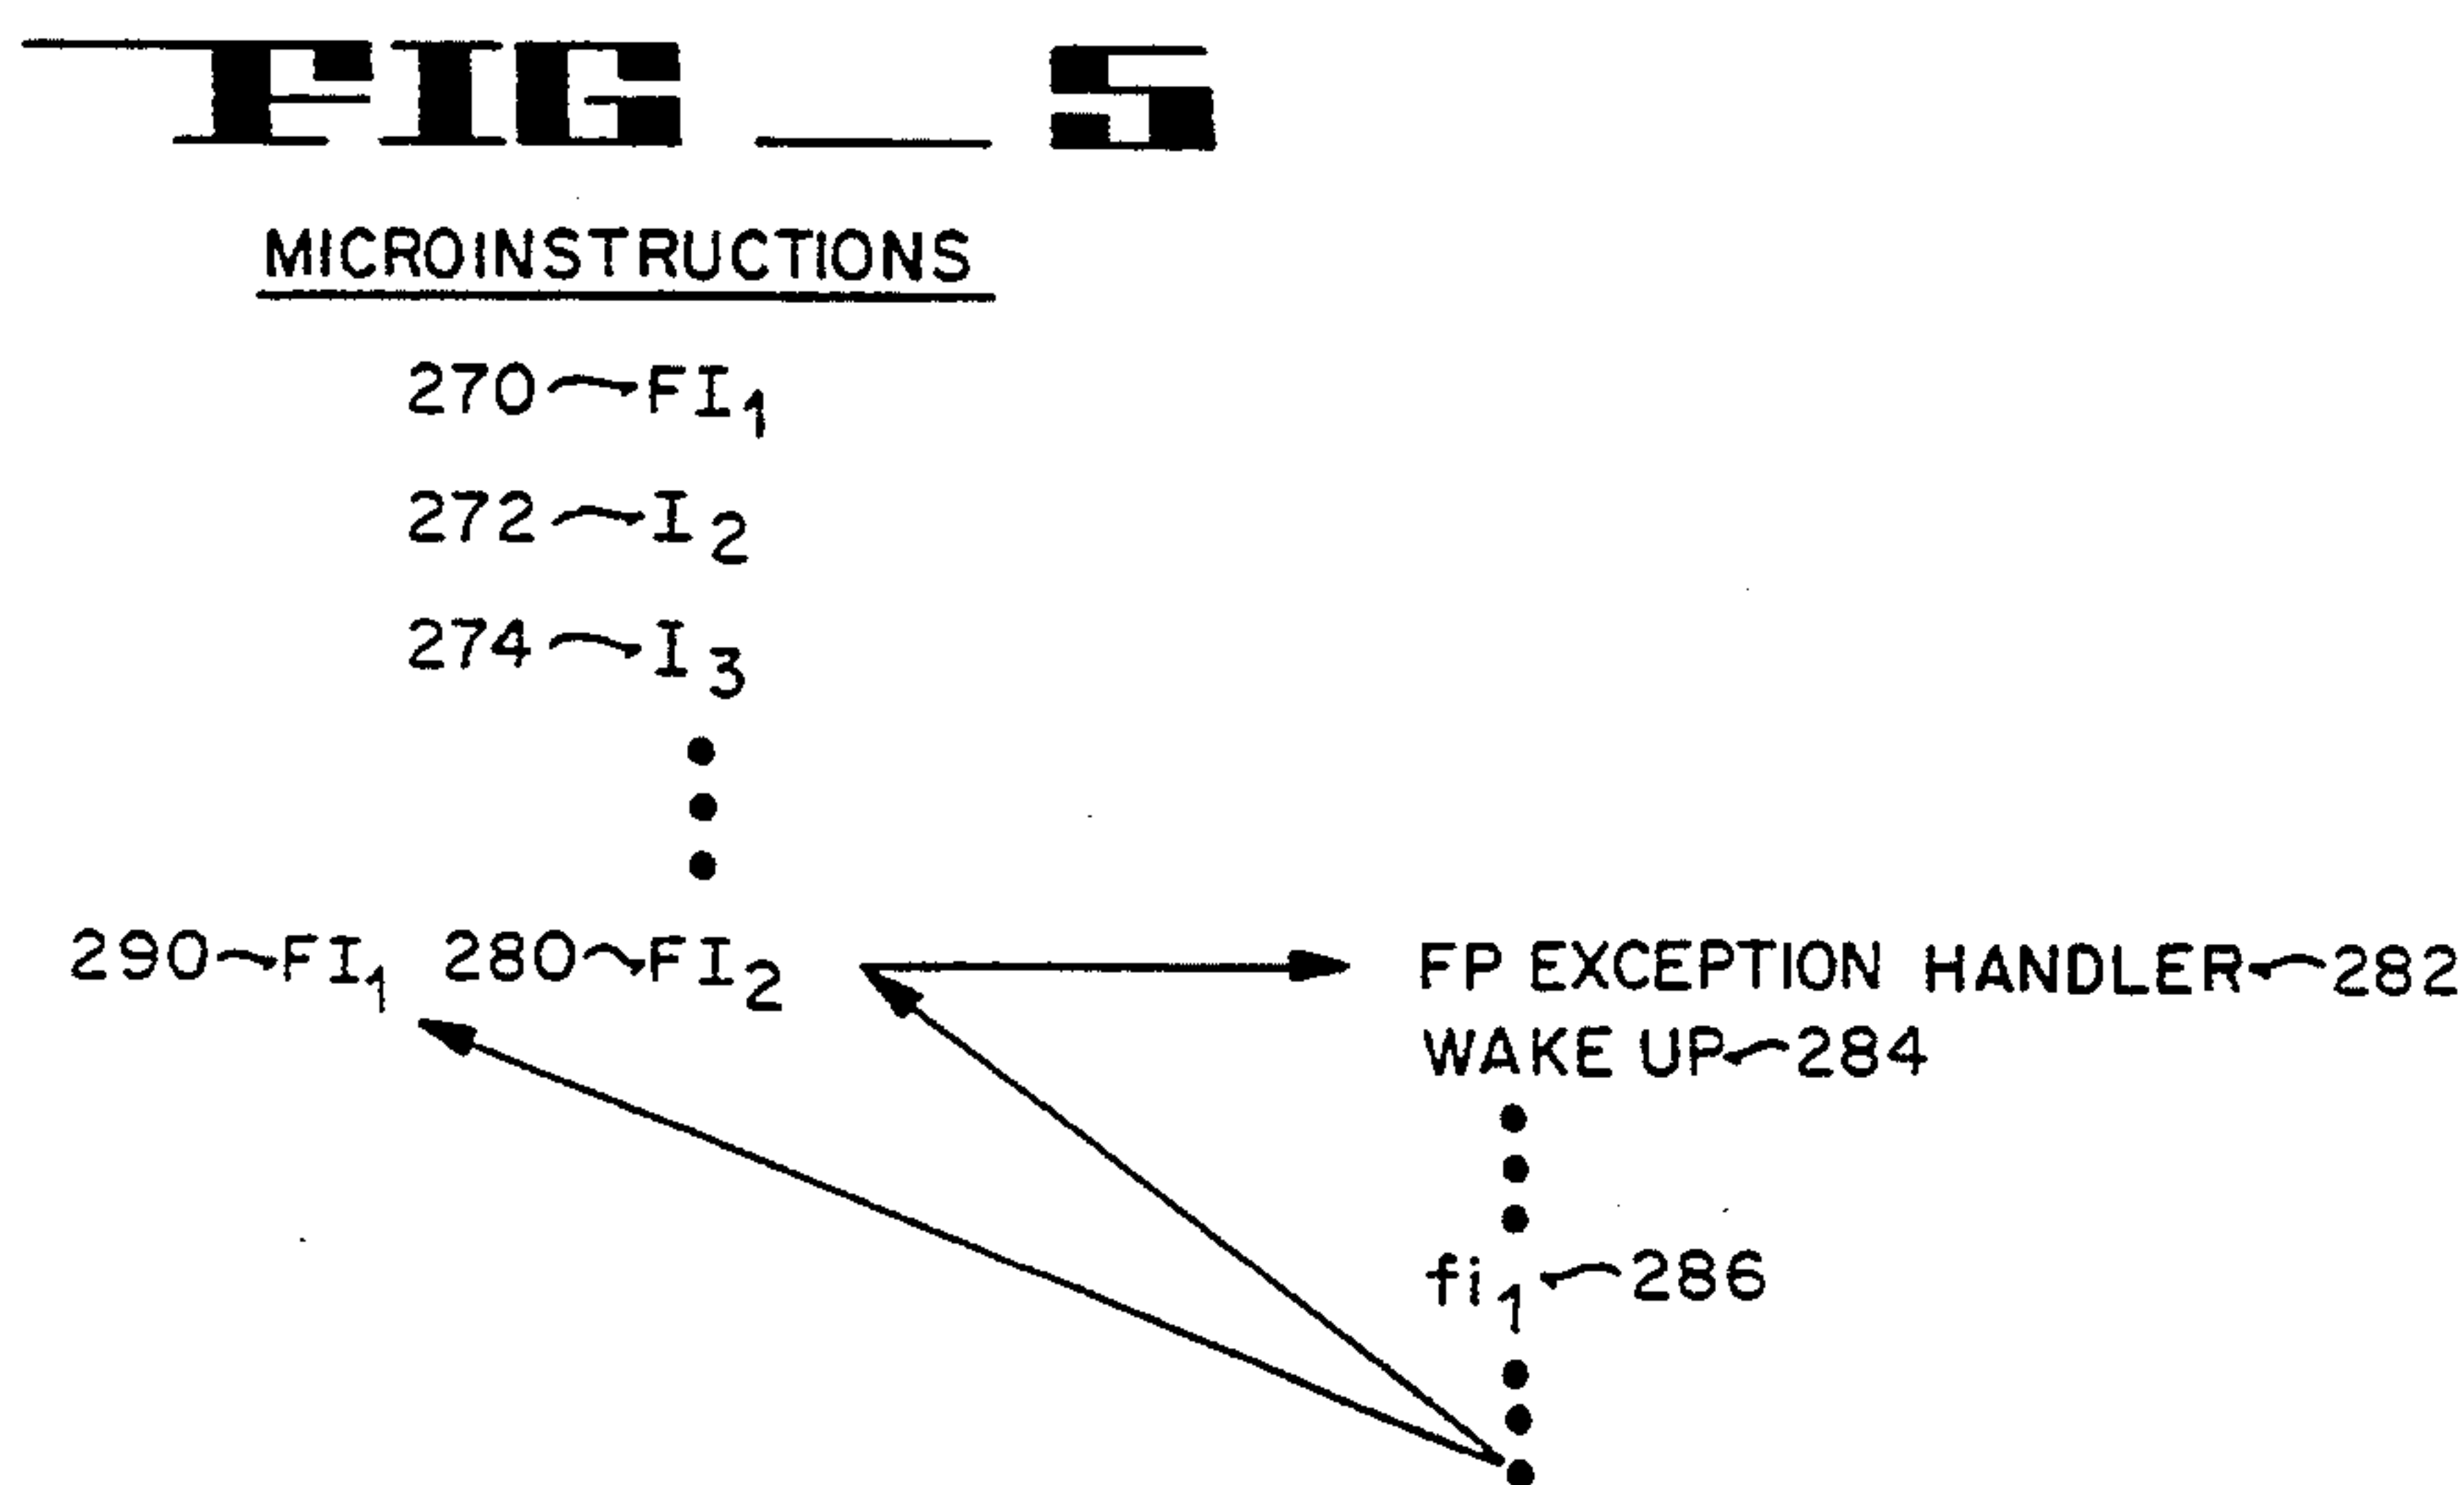 FIG _ 5
MICROINSTRUCTIONS
270 FI1
272 I2
274 I3
290 FI1 280 FI2 FP EXCEPTION HANDLER 282
WAKE UP 284
fi1 286